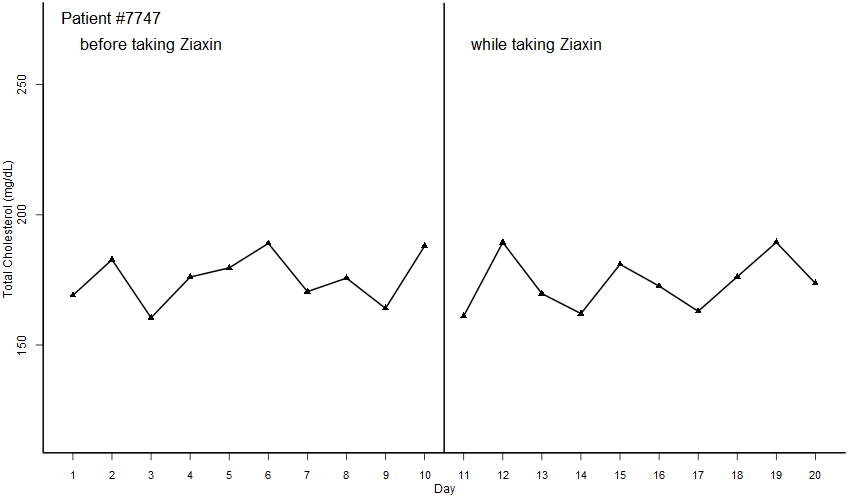 Patient #7747
before taking Ziaxin
while taking Ziaxin
250
200
150
Total Cholesterol (mg/dL)
1 2 3 4 5 6 7 8 9 10 11 12 13 14 15 16 17 18 19 20
Day